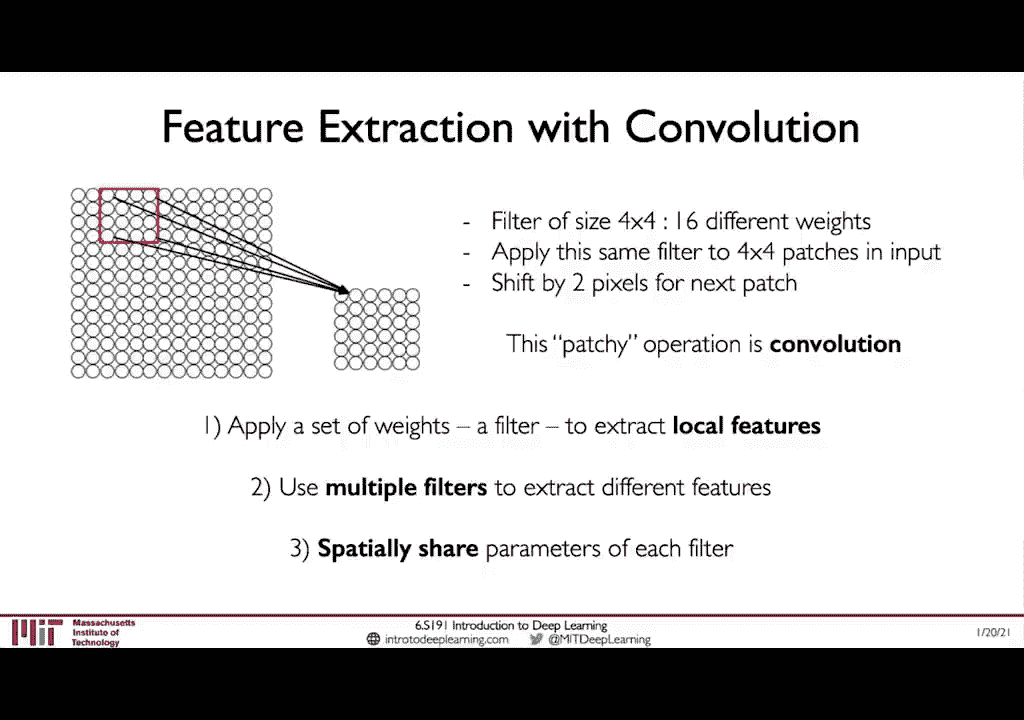 Feature Extraction with Convolution
- Filter of size 4x4 : 16 different weights
- Apply this same filter to 4x4 patches in input
- Shift by 2 pixels for next patch
This “patchy” operation is convolution
1) Apply a set of weights – a filter – to extract local features
2) Use multiple filters to extract different features
3) Spatially share parameters of each filter
Massachusetts
Institute of
Technology
6.S191 Introduction to Deep Learning
introtodeeplearning.com @MITDeepLearning
1/20/21